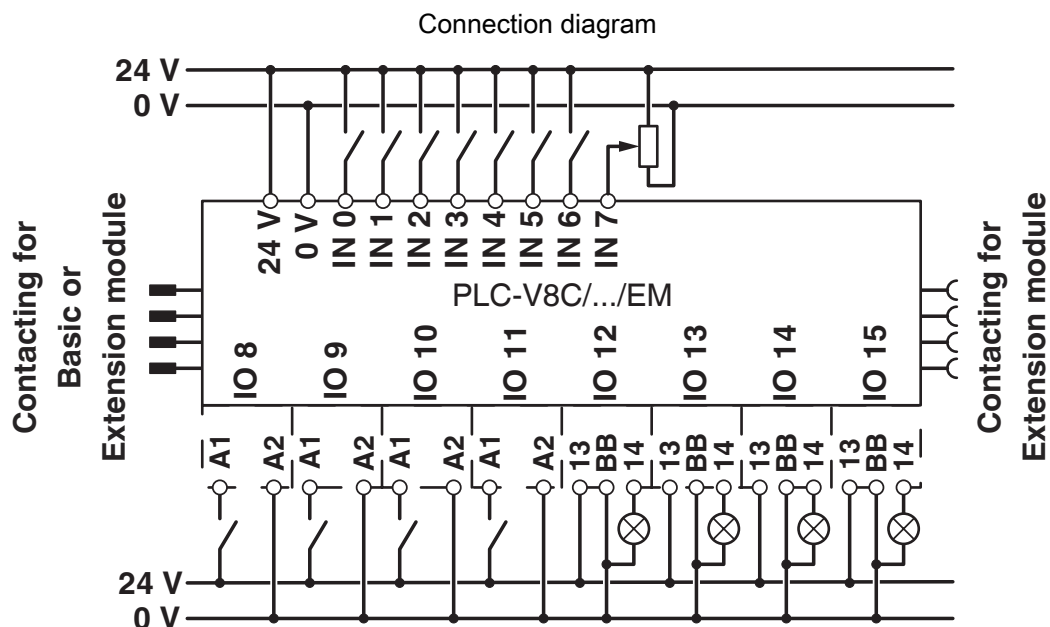 Connection diagram
24 V
0 V
Contacting for
Basic or
Extension module
24 V
0 V
IN 0
IN 1
IN 2
IN 3
IN 4
IN 5
IN 6
IN 7
PLC-V8C/.../EM
IO 8
IO 9
IO 10
IO 11
IO 12
IO 13
IO 14
IO 15
Contacting for
Extension module
A1
A2
A1
A2
A1
A2
A1
A2
13
BB
14
13
BB
14
13
BB
14
13
BB
14
24 V
0 V